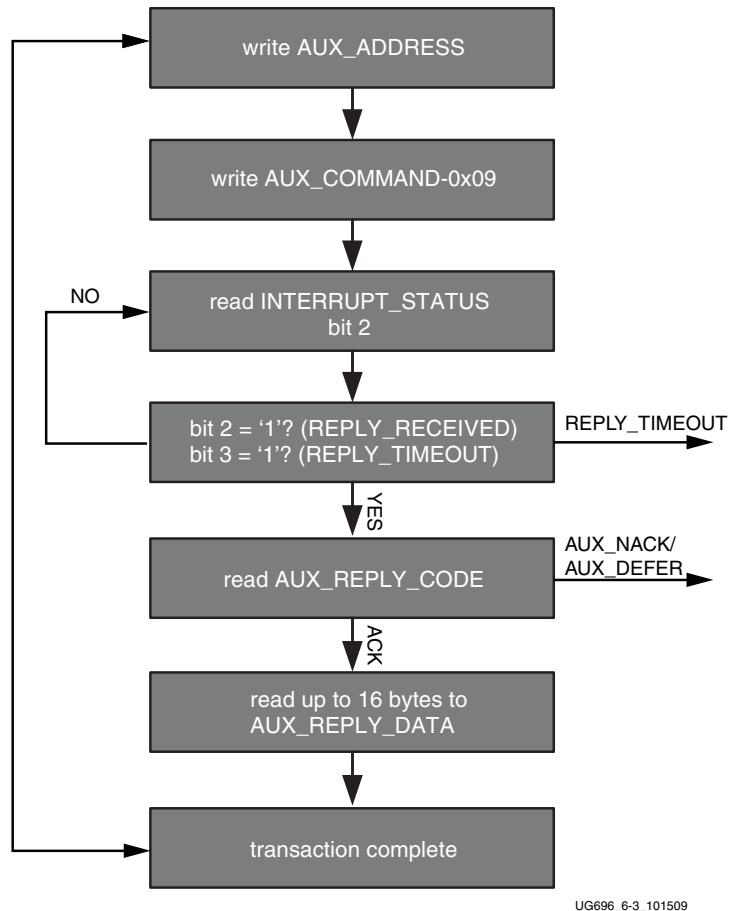 write AUX_ADDRESS
write AUX_COMMAND-0x09
NO
read INTERRUPT_STATUS
bit 2
bit 2 = ‘1’? (REPLY_RECEIVED)
bit 3 = ‘1’? (REPLY_TIMEOUT)
REPLY_TIMEOUT
YES
read AUX_REPLY_CODE
AUX_NACK/
AUX_DEFER
ACK
read up to 16 bytes to
AUX_REPLY_DATA
transaction complete
UG696_6-3_101509